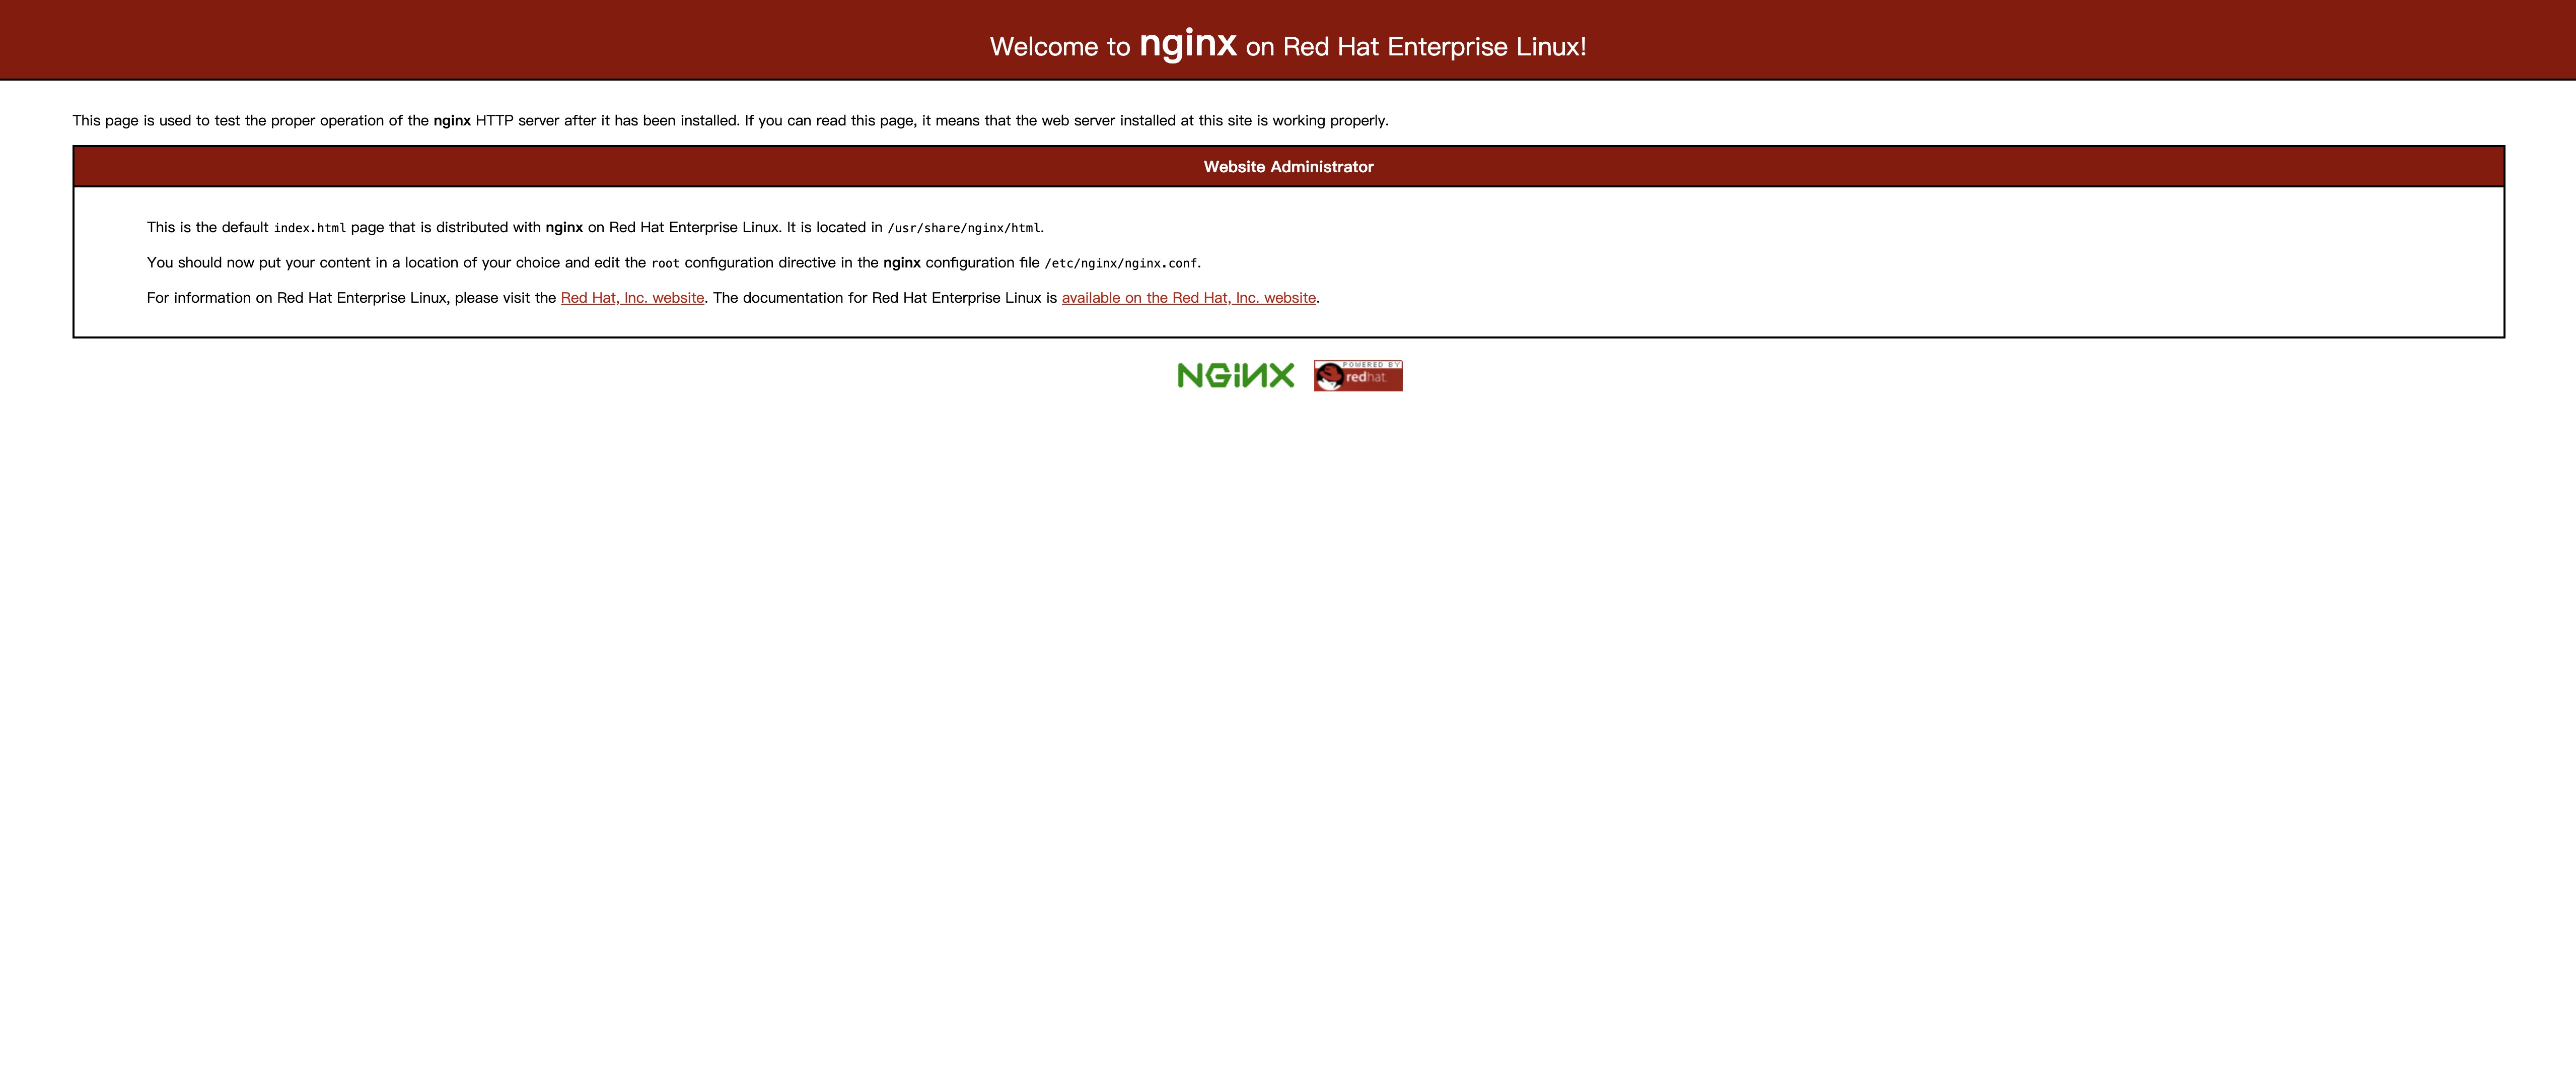 Welcome to nginx on Red Hat Enterprise Linux!
This page is used to test the proper operation of the nginx HTTP server after it has been installed. If you can read this page, it means that the web server installed at this site is working properly.
Website Administrator
This is the default index.html page that is distributed with nginx on Red Hat Enterprise Linux. It is located in /usr/share/nginx/html.
You should now put your content in a location of your choice and edit the root configuration directive in the nginx configuration file /etc/nginx/nginx.conf.
For information on Red Hat Enterprise Linux, please visit the Red Hat, Inc. website. The documentation for Red Hat Enterprise Linux is available on the Red Hat, Inc. website.
NGiNX
POWERED BY
redhat